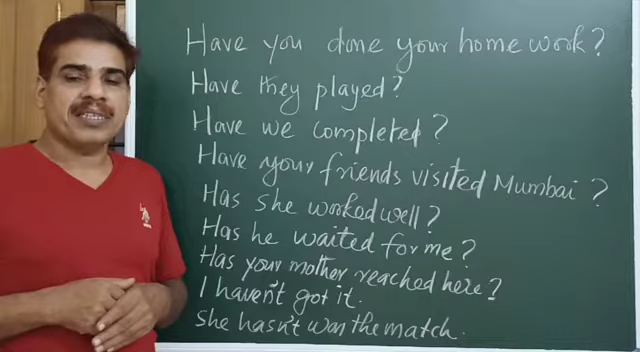 Have you done your home work?
Have they played?
Have we completed?
Have your friends visited Mumbai?
Has she worked well?
Has he waited for me?
Has your mother reached here?
I haven't got it.
She hasn't won the match.